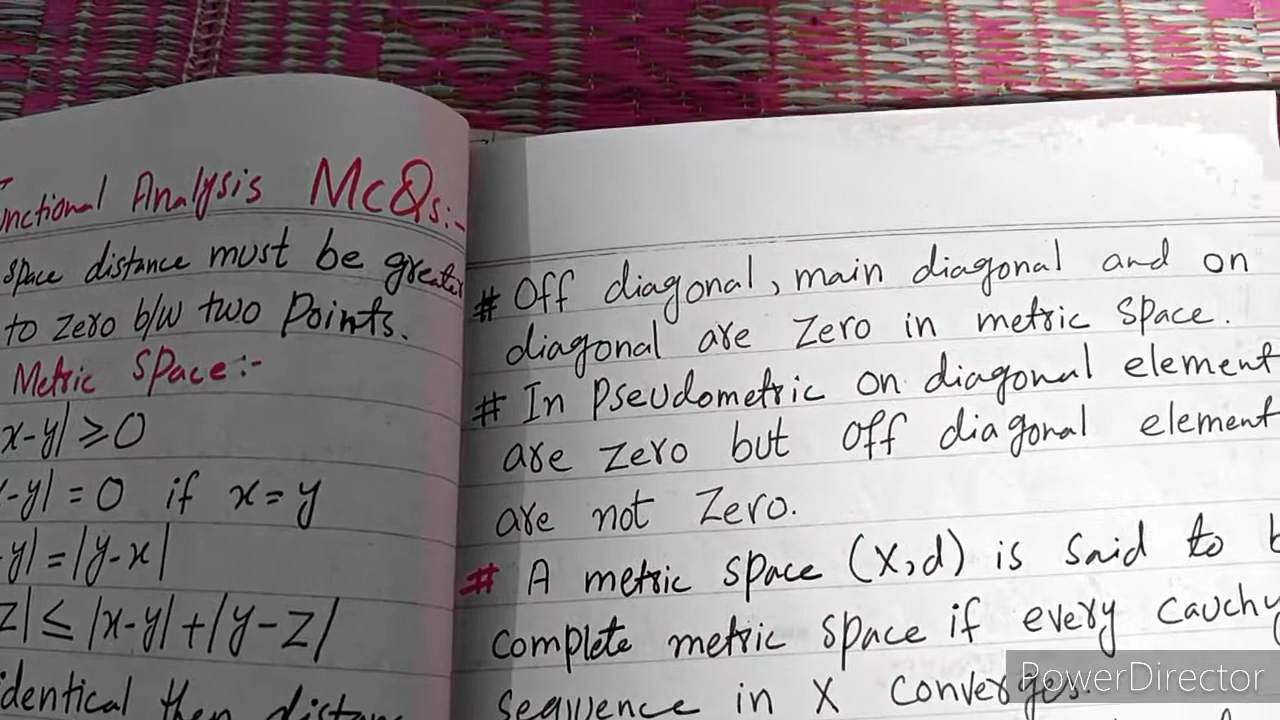 Functional Analysis McQs:-
space distance must be greater
to zero b/w two Points.
Metric Space:-
x-y| ≥ 0
-y| = 0 if x = y
y| = |y-x|
z| ≤ |x-y| + |y-z|
identical then distanc
# Off diagonal, main diagonal and on
diagonal are Zero in metric space.
# In Pseudometric on diagonal element
are zero but off diagonal element
are not Zero.
# A metric space (X,d) is said to b
complete metric space if every cauchy
sequence in X converges.
PowerDirector